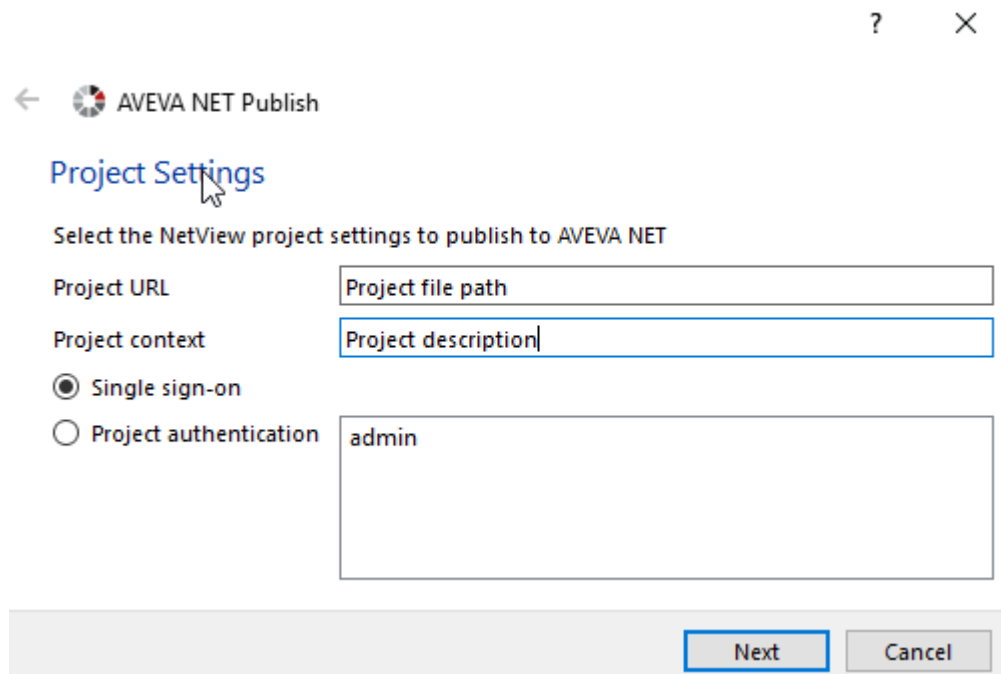 ?
AVEVA NET Publish
Project Settings
Select the NetView project settings to publish to AVEVA NET
Project URL Project file path
Project context Project description
Single sign-on
Project authentication admin
Next Cancel